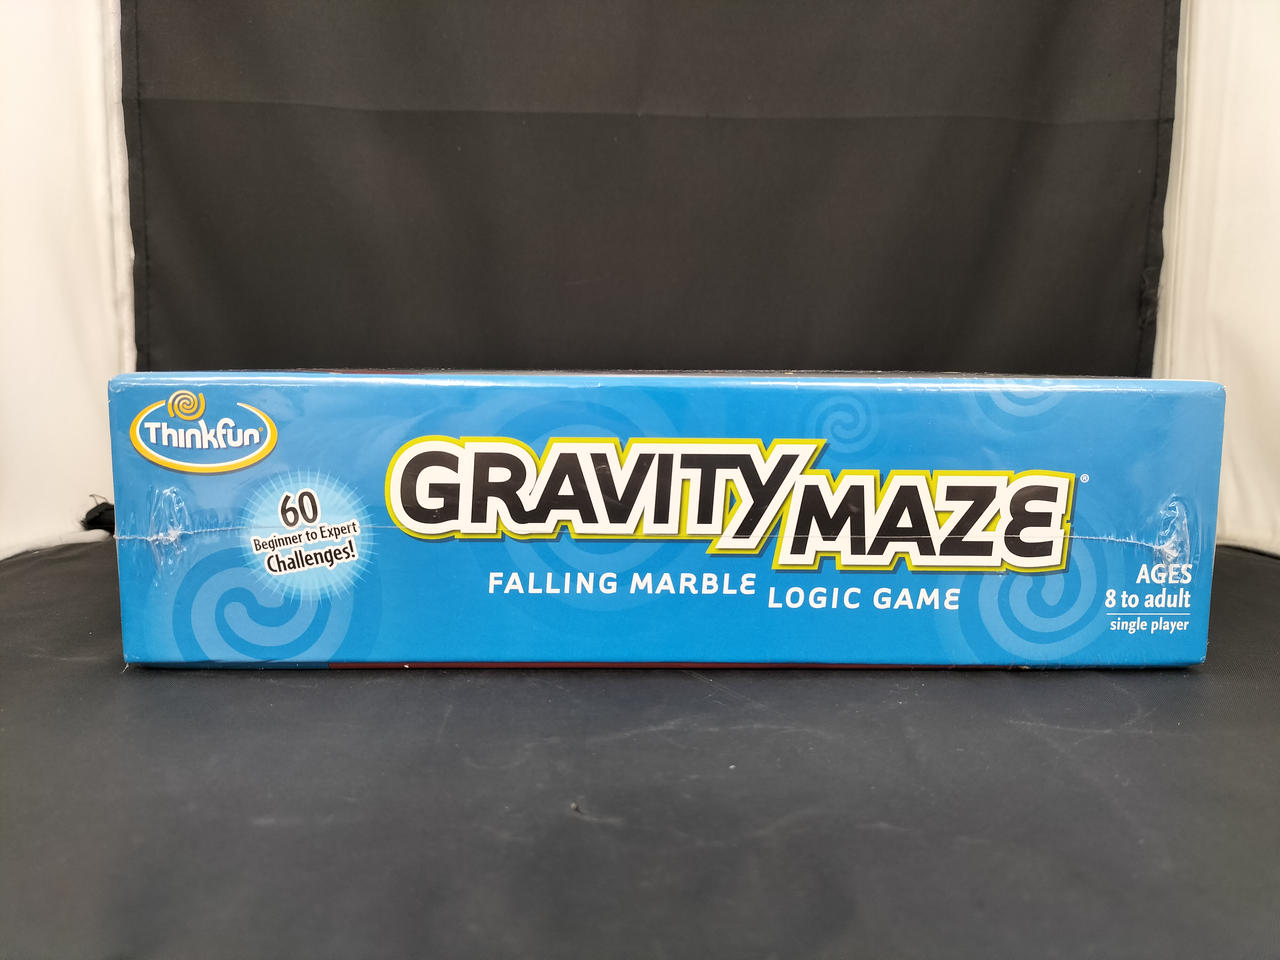 Thinkfun
60
Beginner to Expert
Challenges!
GRAVITY MAZE®
FALLING MARBLE LOGIC GAME
AGES
8 to adult
single player